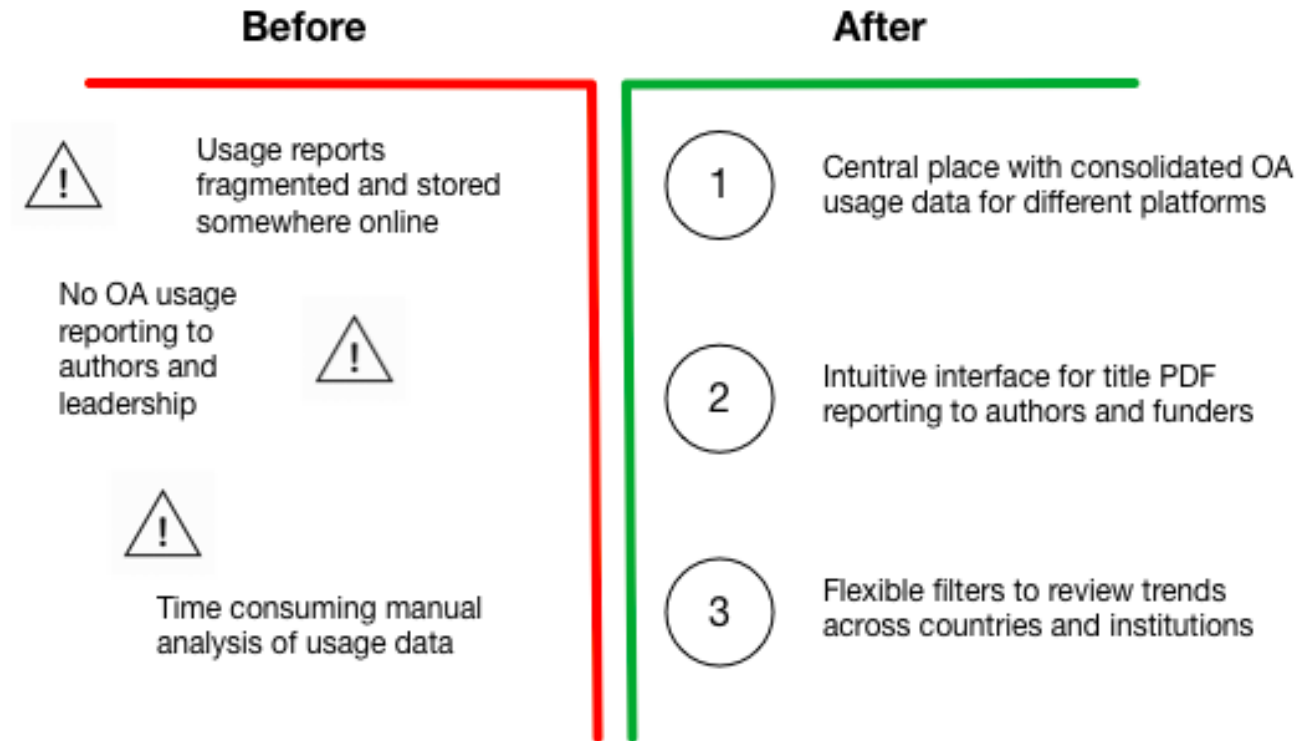 Before
!
Usage reports
fragmented and stored
somewhere online
No OA usage
reporting to
authors and
leadership
!
!
Time consuming manual
analysis of usage data
After
1
Central place with consolidated OA
usage data for different platforms
2
Intuitive interface for title PDF
reporting to authors and funders
3
Flexible filters to review trends
across countries and institutions